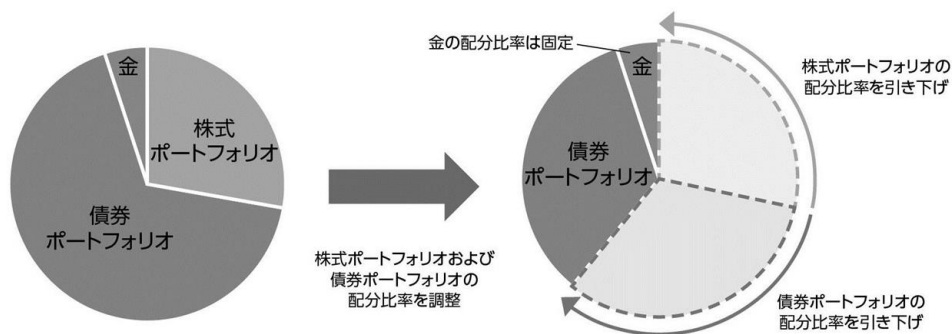 金
株式
ポートフォリオ
債券
ポートフォリオ
株式ポートフォリオおよび
債券ポートフォリオの
配分比率を調整
金の配分比率は固定
金
債券
ポートフォリオ
株式ポートフォリオの
配分比率を引き下げ
債券ポートフォリオの
配分比率を引き下げ